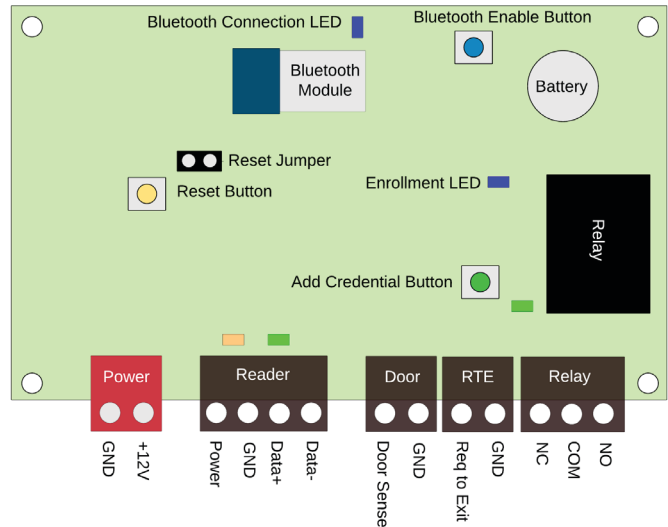 Bluetooth Connection LED
Bluetooth Enable Button
Bluetooth
Module
Battery
Reset Jumper
Reset Button
Enrollment LED
Relay
Add Credential Button
Power
Reader
Door
RTE
Relay
GND
+12V
Power
GND
Data+
Data-
Door Sense
GND
Req to Exit
GND
NC
COM
NO